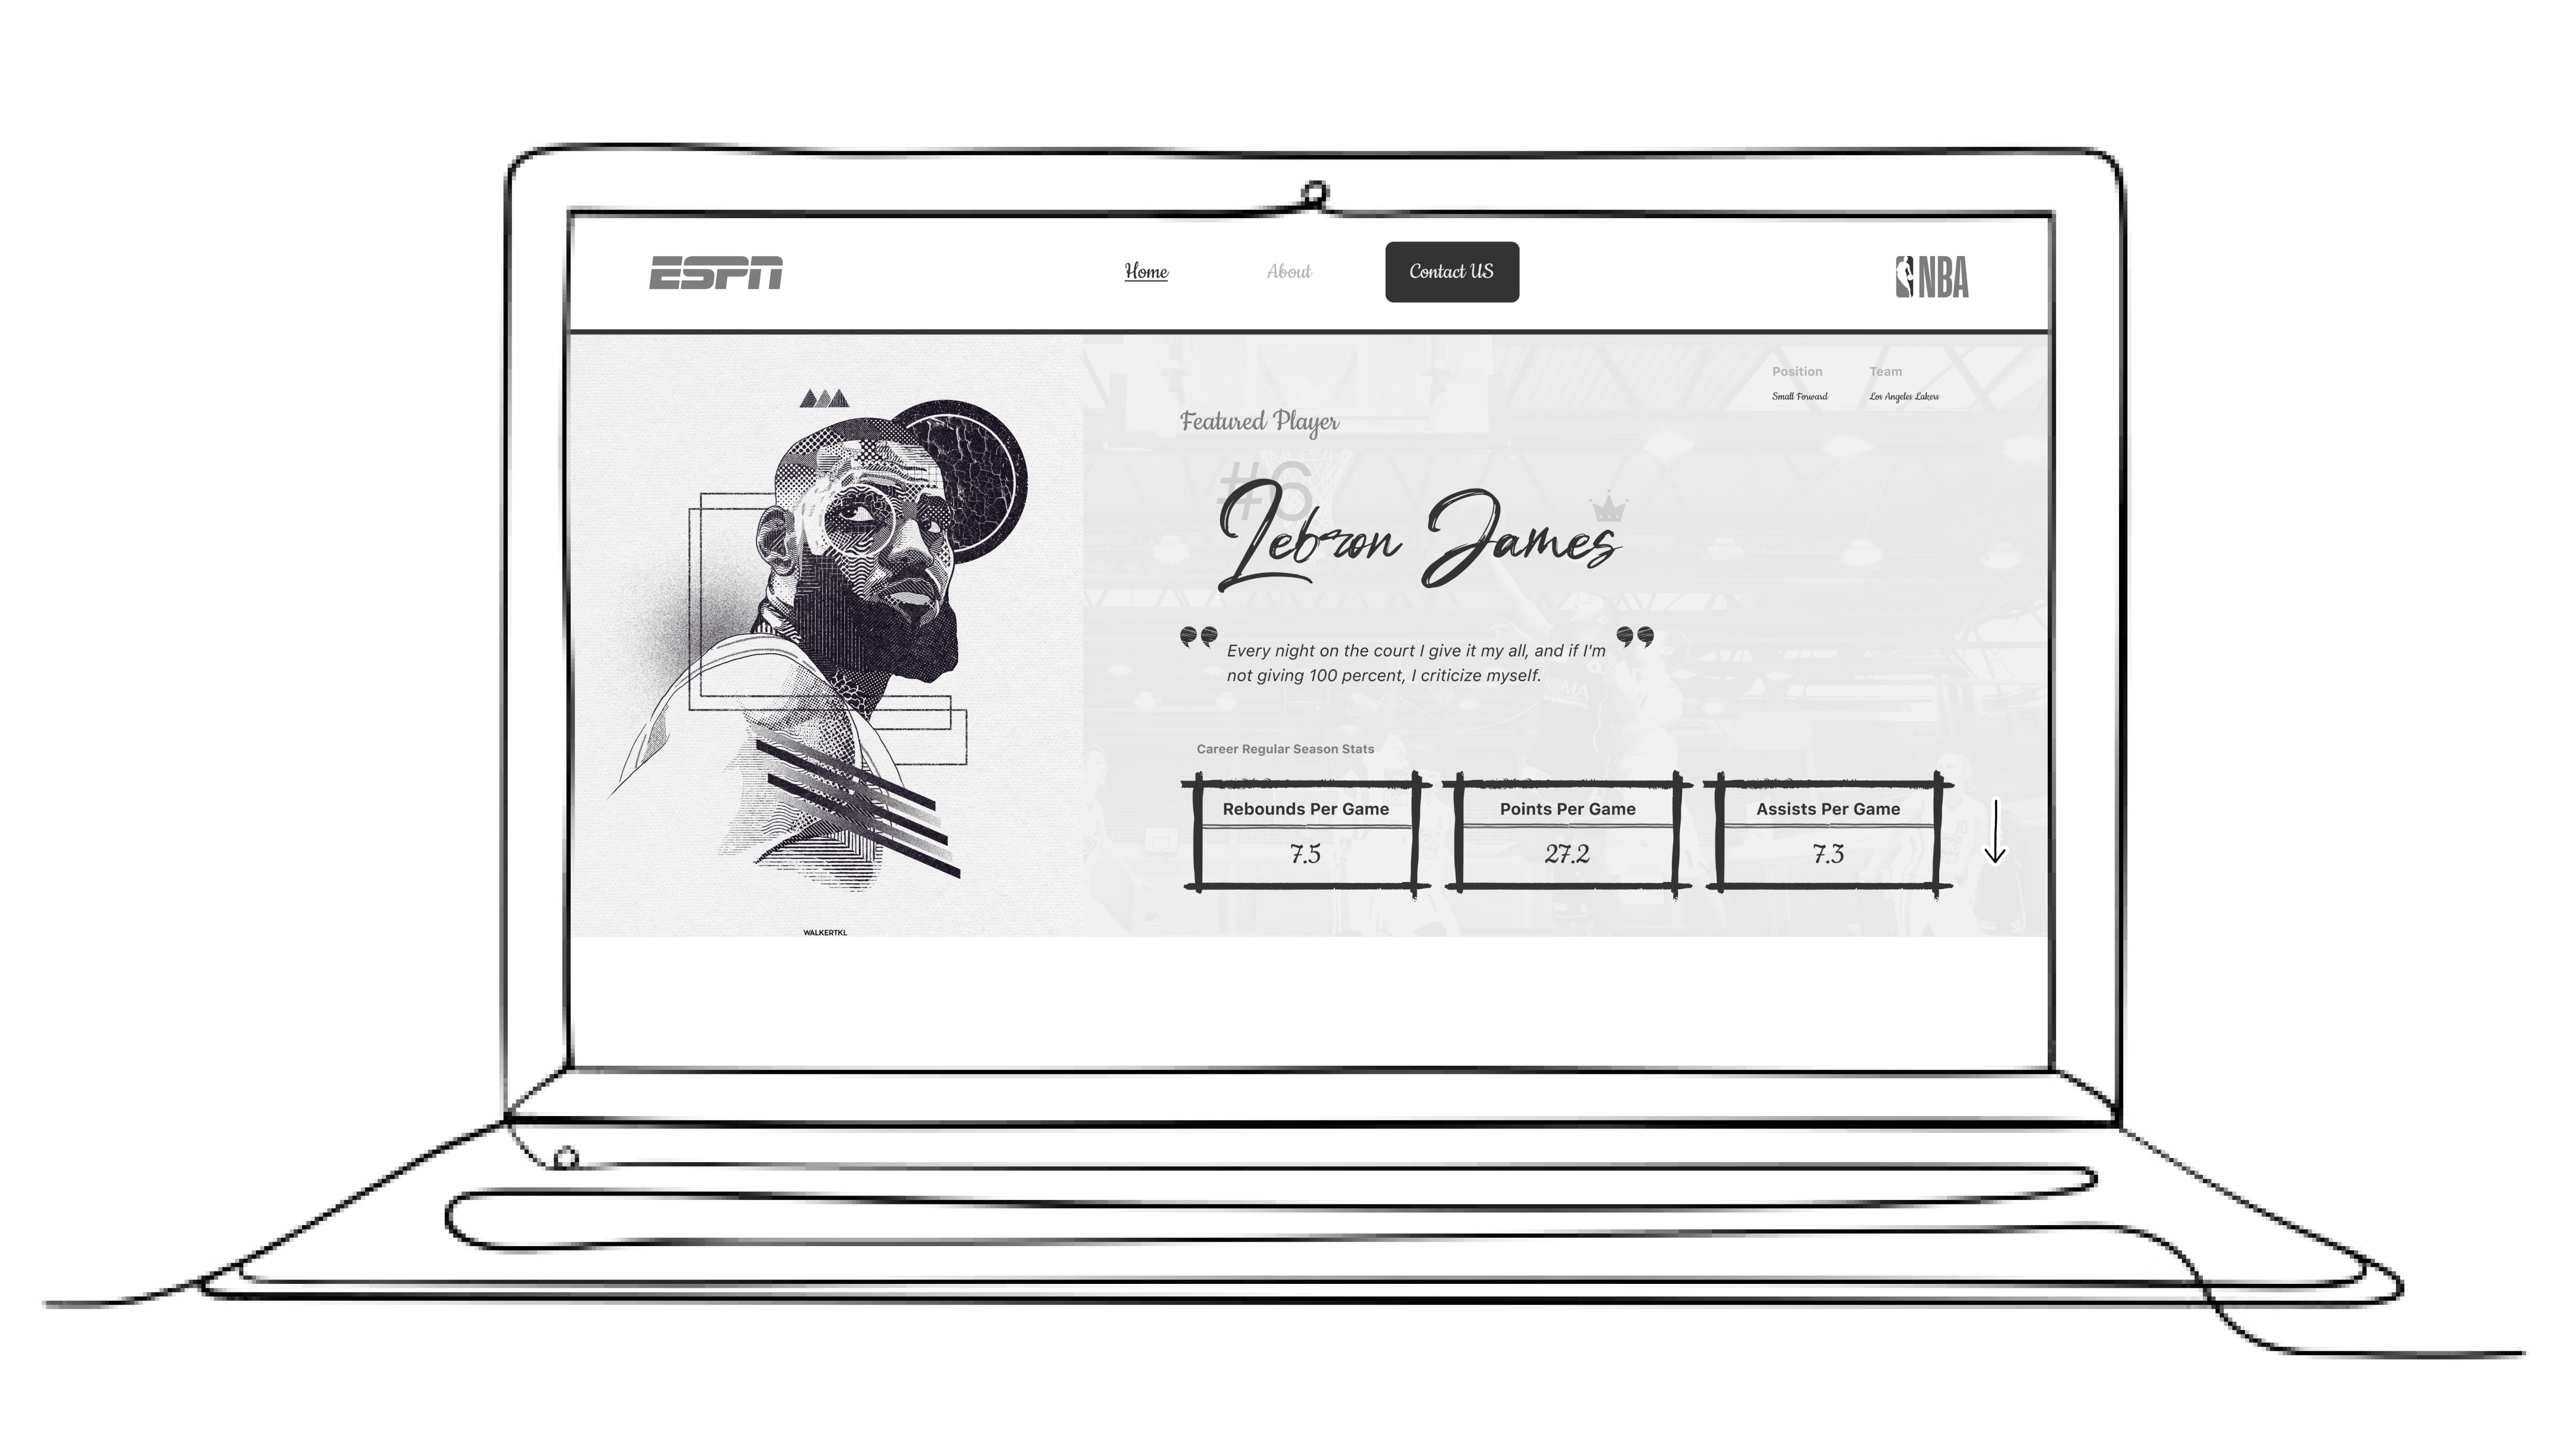 ESPN
Home
About
Contact US
NBA
Position
Team
Small Forward
Los Angeles Lakers
Featured Player
#6
Lebron James
Every night on the court I give it my all, and if I'm
not giving 100 percent, I criticize myself.
Career Regular Season Stats
Rebounds Per Game
Points Per Game
Assists Per Game
7.5
27.2
7.3
WALKERTKL